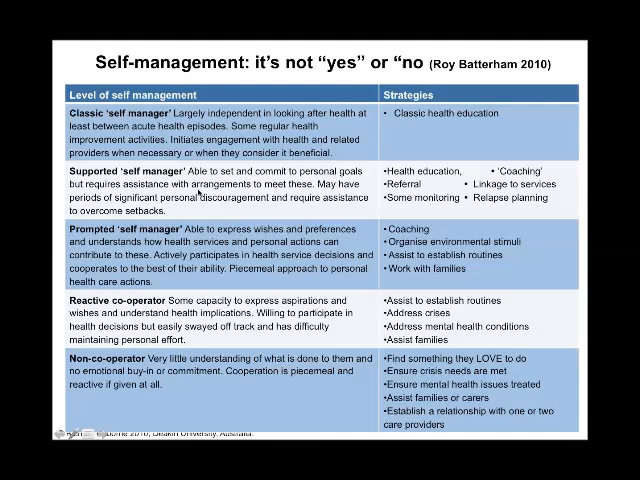 Self-management: it's not “yes” or “no (Roy Batterham 2010)
Level of self management
Strategies
Classic ‘self manager’ Largely independent in looking after health at
least between acute health episodes. Some regular health
improvement activities. Initiates engagement with health and related
providers when necessary or when they consider it beneficial.
• Classic health education
Supported ‘self manager’ Able to set and commit to personal goals
but requires assistance with arrangements to meet these. May have
periods of significant personal discouragement and require assistance
to overcome setbacks.
•Health education, • ‘Coaching’
•Referral • Linkage to services
•Some monitoring • Relapse planning
Prompted ‘self manager’ Able to express wishes and preferences
and understands how health services and personal actions can
contribute to these. Actively participates in health service decisions and
cooperates to the best of their ability. Piecemeal approach to personal
health care actions.
•Coaching
•Organise environmental stimuli
•Assist to establish routines
•Work with families
Reactive co-operator Some capacity to express aspirations and
wishes and understand health implications. Willing to participate in
health decisions but easily swayed off track and has difficulty
maintaining personal effort.
•Assist to establish routines
•Address crises
•Address mental health conditions
•Assist families
Non-co-operator Very little understanding of what is done to them and
no emotional buy-in or commitment. Cooperation is piecemeal and
reactive if given at all.
•Find something they LOVE to do
•Ensure crisis needs are met
•Ensure mental health issues treated
•Assist families or carers
•Establish a relationship with one or two
care providers
2010, Deakin University, Australia.